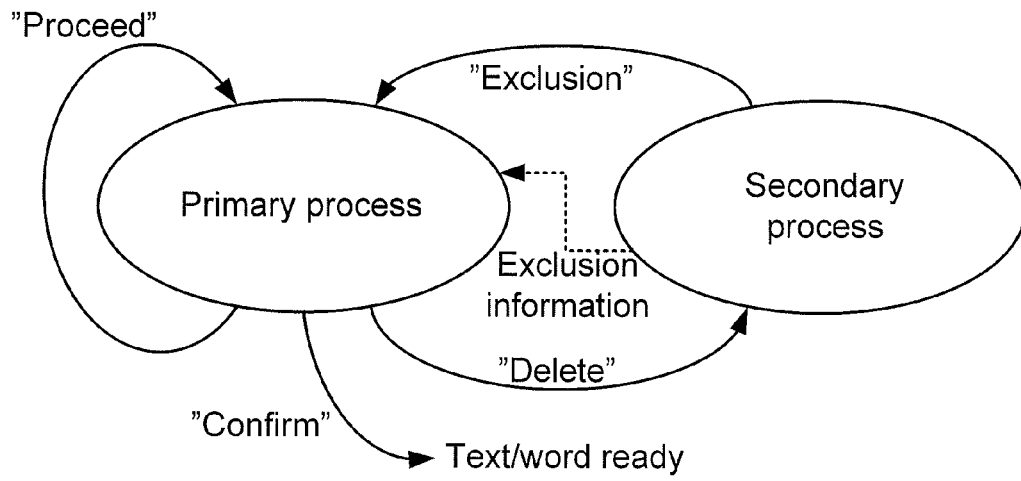 ”Proceed”
”Exclusion”
Primary process
Secondary
process
Exclusion
information
”Delete”
”Confirm”
Text/word ready